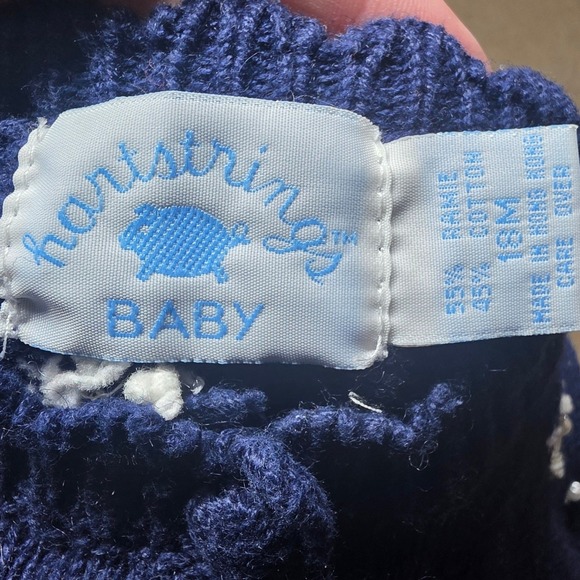 hartstrings™
BABY
55% RAMIE
45% COTTON
18M
MADE IN HONG KONG
CARE OVER